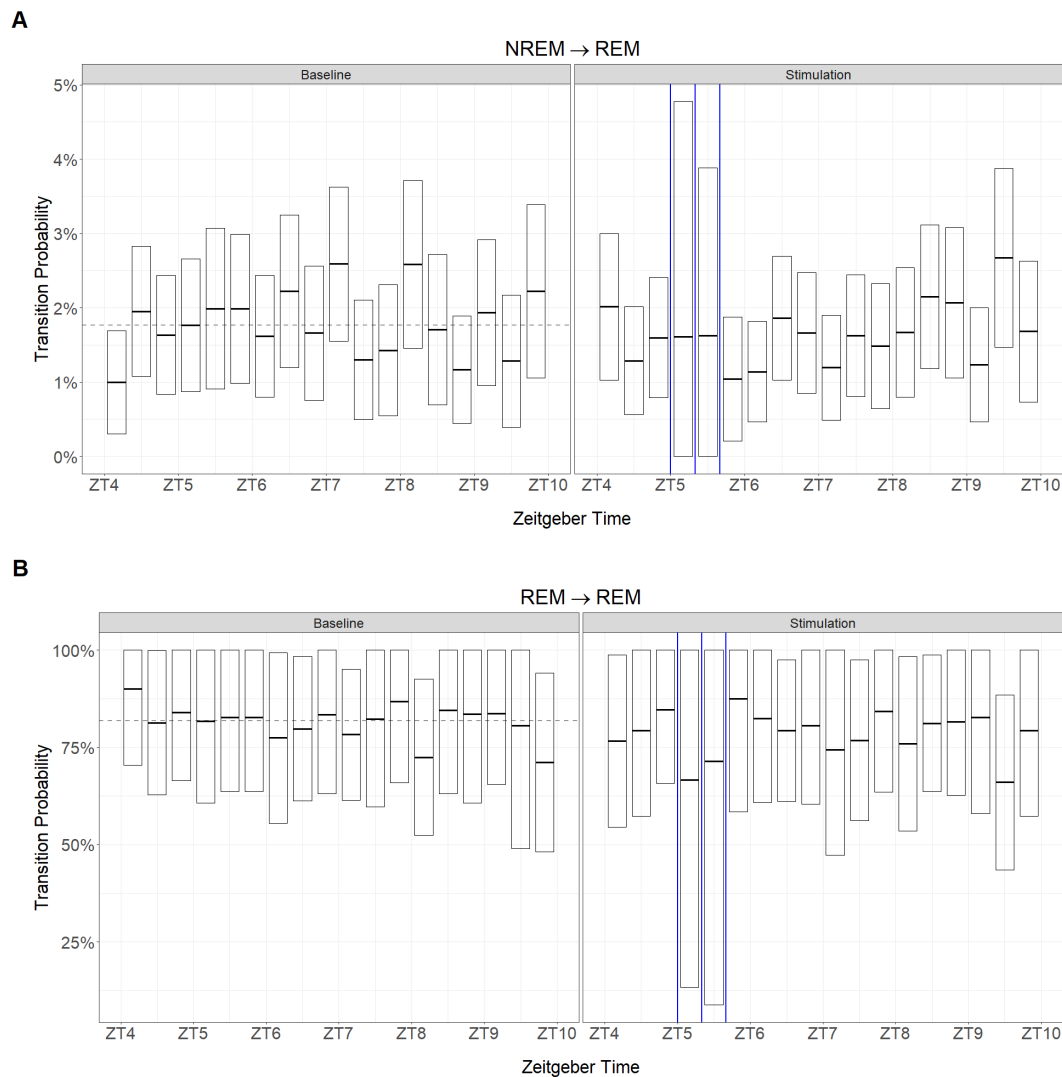 A
NREM → REM
Baseline
Stimulation
Transition Probability
5%
4%
3%
2%
1%
0%
ZT4 ZT5 ZT6 ZT7 ZT8 ZT9 ZT10
ZT4 ZT5 ZT6 ZT7 ZT8 ZT9 ZT10
Zeitgeber Time
B
REM → REM
Baseline
Stimulation
Transition Probability
100%
75%
50%
25%
ZT4 ZT5 ZT6 ZT7 ZT8 ZT9 ZT10
ZT4 ZT5 ZT6 ZT7 ZT8 ZT9 ZT10
Zeitgeber Time